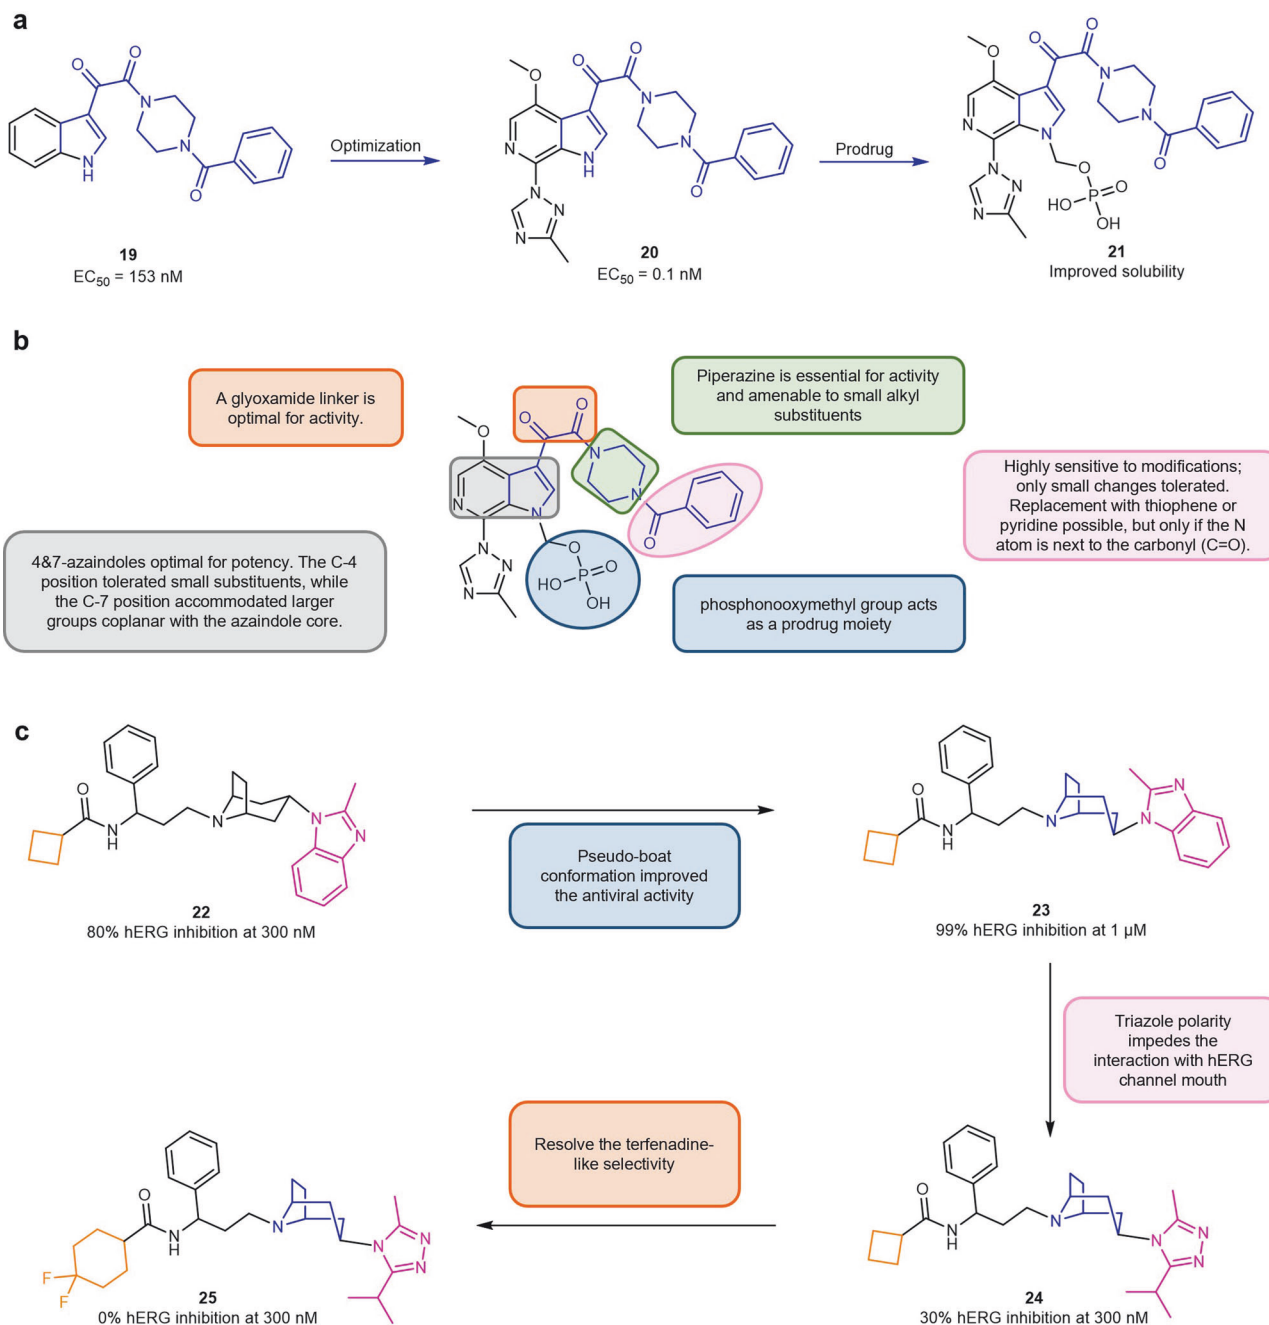 a
O
O
N
N
N
H
O
19
EC50 = 153 nM
Optimization
O
O
O
N
N
N
N
H
O
N
N
N
20
EC50 = 0.1 nM
Prodrug
O
O
O
N
N
N
N
O
O
HO
P
O
OH
N
N
N
21
Improved solubility
b
A glyoxamide linker is
optimal for activity.
Piperazine is essential for activity
and amenable to small alkyl
substituents
Highly sensitive to modifications;
only small changes tolerated.
Replacement with thiophene or
pyridine possible, but only if the N
atom is next to the carbonyl (C=O).
4&7-azaindoles optimal for potency. The C-4
position tolerated small substituents, while
the C-7 position accommodated larger
groups coplanar with the azaindole core.
phosphonooxymethyl group acts
as a prodrug moiety
O
O
O
N
N
N
N
O
O
HO
P
O
OH
N
N
N
c
O
N
H
N
N
N
22
80% hERG inhibition at 300 nM
Pseudo-boat
conformation improved
the antiviral activity
O
N
H
N
N
N
23
99% hERG inhibition at 1 μM
Triazole polarity
impedes the
interaction with hERG
channel mouth
O
N
H
N
N
N
N
24
30% hERG inhibition at 300 nM
Resolve the terfenadine-
like selectivity
O
N
H
N
N
N
N
F
F
25
0% hERG inhibition at 300 nM